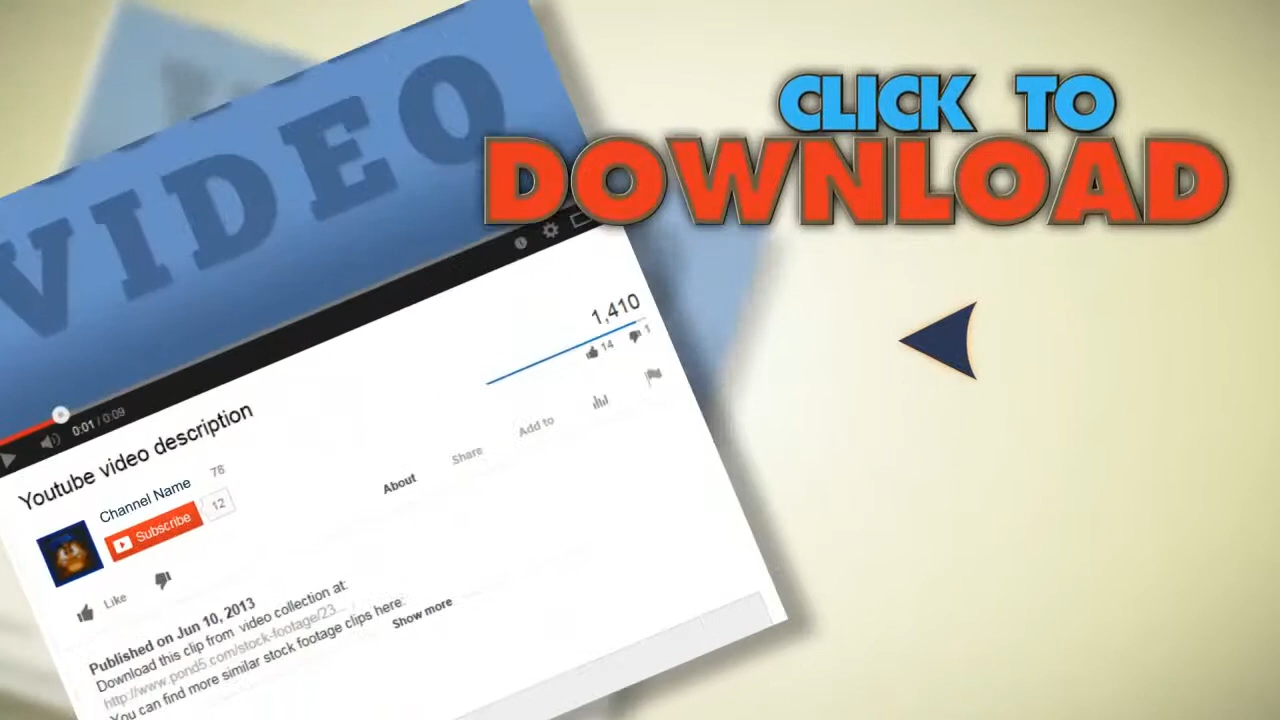 CLICK TO
DOWNLOAD
VIDEO
0:01 / 0:09
1,410
14
1
Youtube video description
Channel Name
78
Subscribe
12
About
Share
Add to
Like
Published on Jun 10, 2013
Download this clip from video collection at:
http://www.pond5.com/stock-footage/23...
You can find more similar stock footage clips here:
Show more